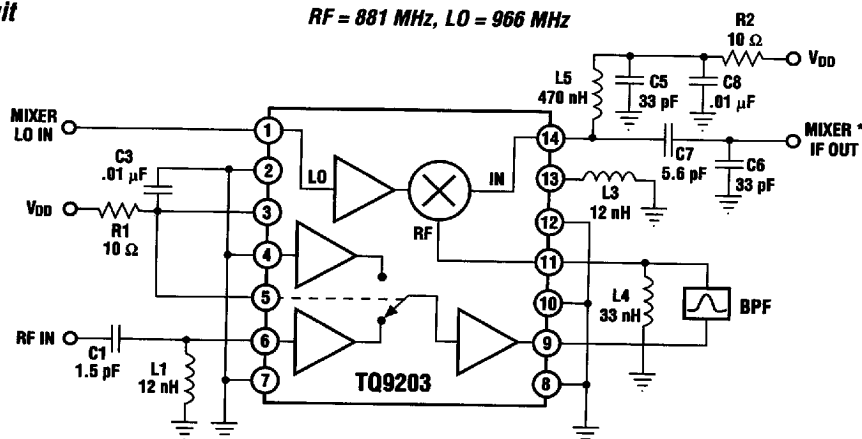 it
RF = 881 MHz, LO = 966 MHz
R2
10 Ω
VDD
L5
470 nH
C5
33 pF
C8
.01 µF
MIXER
LO IN
1
14
MIXER *
IF OUT
C7
5.6 pF
C6
33 pF
C3
.01 µF
2
LO
IN
13
L3
12 nH
VDD
R1
10 Ω
3
RF
12
4
11
5
10
L4
33 nH
BPF
RF IN
C1
1.5 pF
L1
12 nH
6
9
7
TQ9203
8